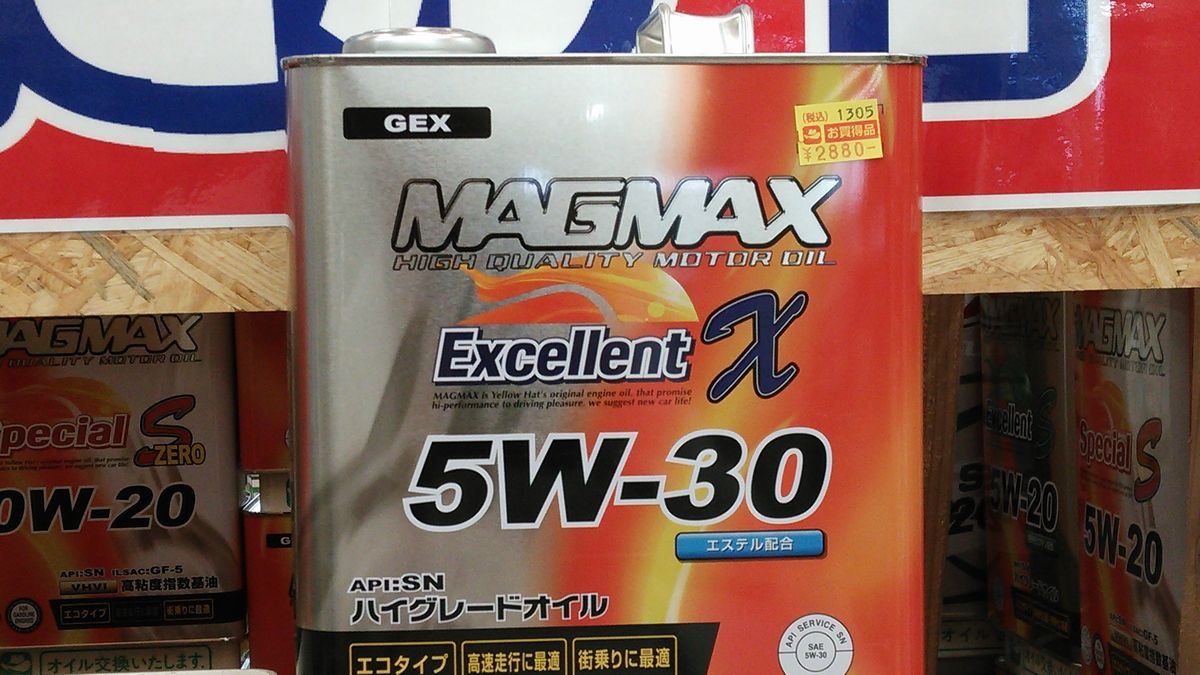 GEX
(税込) 1305
お買得品
¥2880-
MAGMAX
HIGH QUALITY MOTOR OIL
Excellent X
MAGMAX is Yellow Hat's original engine oil, that promise
hi-performance to driving pleasure. we suggest new car life!
5W-30
エステル配合
API:SN
ハイグレードオイル
エコタイプ
高速走行に最適
街乗りに最適
API SERVICE SN
SAE
5W-30
MAGMAX
QUALITY MOTOR OIL
Special S
ZERO
0W-20
API:SN ILSAC:GF-5
VHVI 高粘度指数基油
FOR GASOLINE ENGINES
エコタイプ
街乗りに最適
オイル交換いたします.
G
MAGMAX
Excellent S
5W-20
MAGMAX
Special S
5W-20